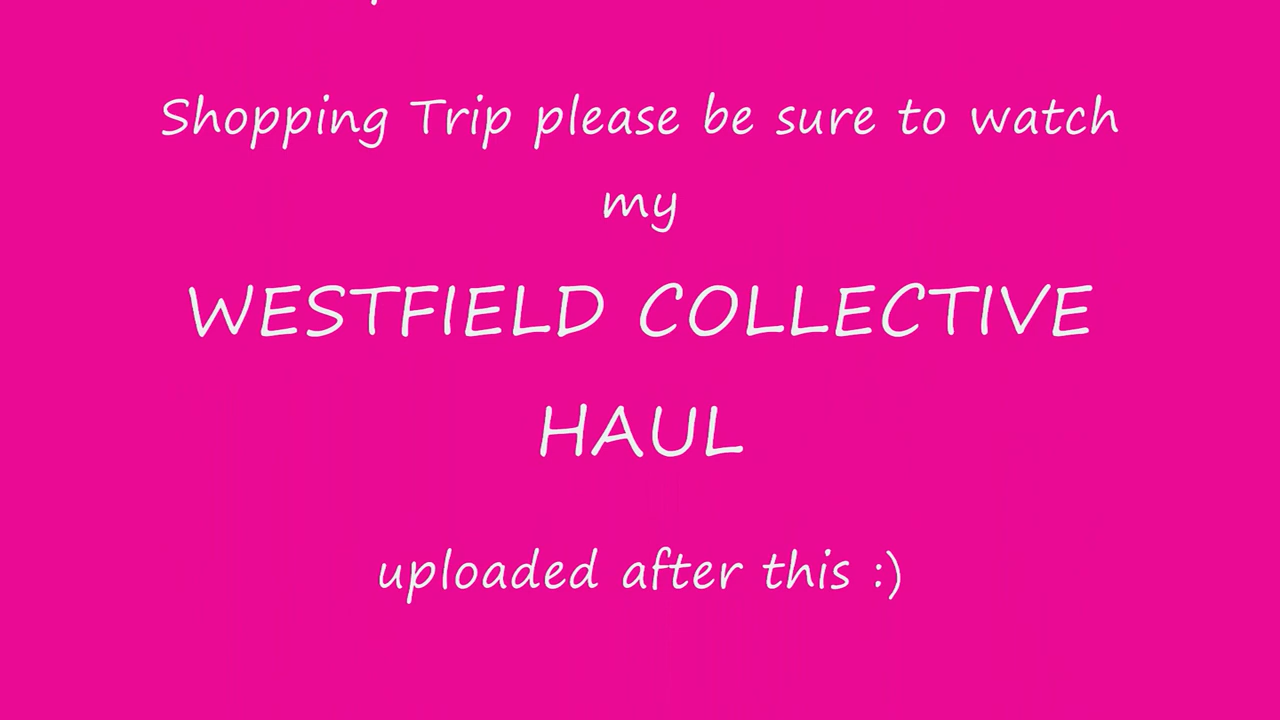 Shopping Trip please be sure to watch
my
WESTFIELD COLLECTIVE
HAUL
uploaded after this :)